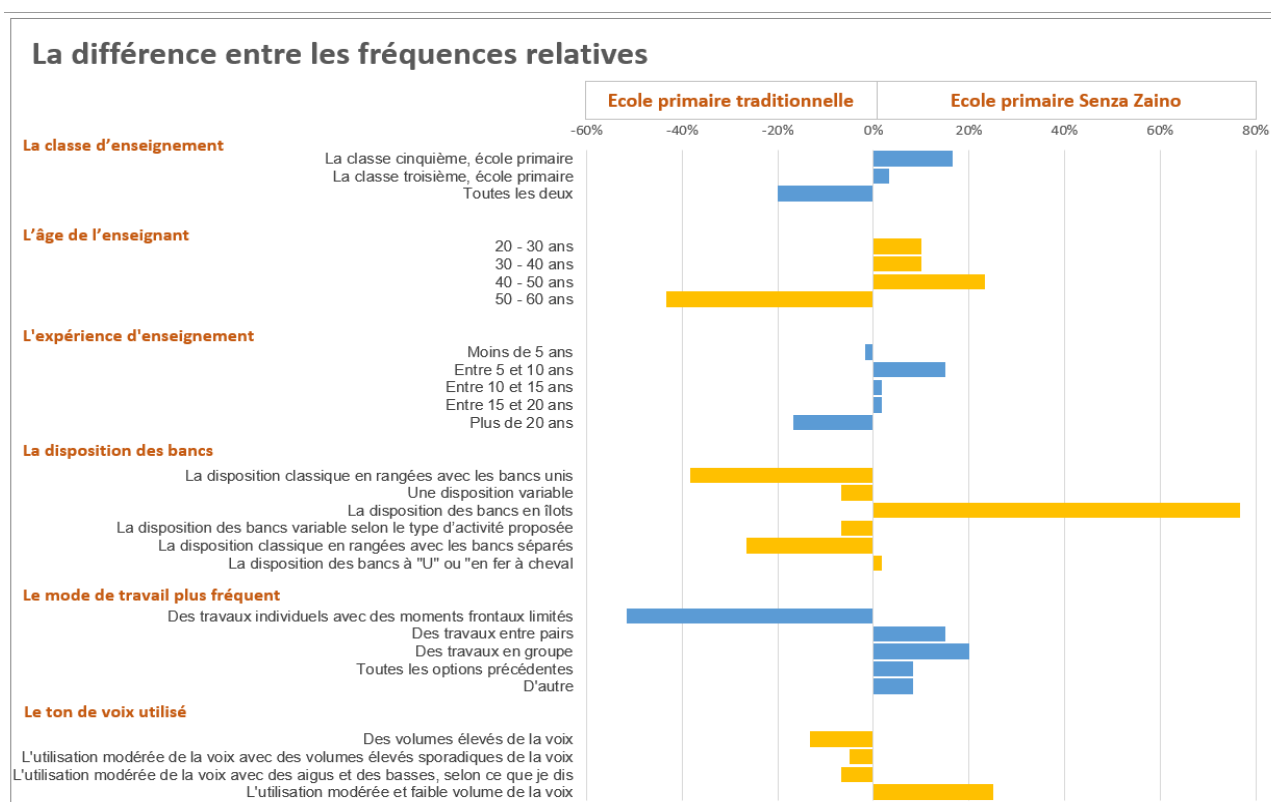 La différence entre les fréquences relatives
Ecole primaire traditionnelle Ecole primaire Senza Zaino
-60% -40% -20% 0% 20% 40% 60% 80%
La classe d’enseignement
La classe cinquième, école primaire
La classe troisième, école primaire
Toutes les deux
L’âge de l’enseignant
20 - 30 ans
30 - 40 ans
40 - 50 ans
50 - 60 ans
L'expérience d'enseignement
Moins de 5 ans
Entre 5 et 10 ans
Entre 10 et 15 ans
Entre 15 et 20 ans
Plus de 20 ans
La disposition des bancs
La disposition classique en rangées avec les bancs unis
Une disposition variable
La disposition des bancs en îlots
La disposition des bancs variable selon le type d’activité proposée
La disposition classique en rangées avec les bancs séparés
La disposition des bancs à "U" ou "en fer à cheval
Le mode de travail plus fréquent
Des travaux individuels avec des moments frontaux limités
Des travaux entre pairs
Des travaux en groupe
Toutes les options précédentes
D'autre
Le ton de voix utilisé
Des volumes élevés de la voix
L'utilisation modérée de la voix avec des volumes élevés sporadiques de la voix
L'utilisation modérée de la voix avec des aigus et des basses, selon ce que je dis
L'utilisation modérée et faible volume de la voix